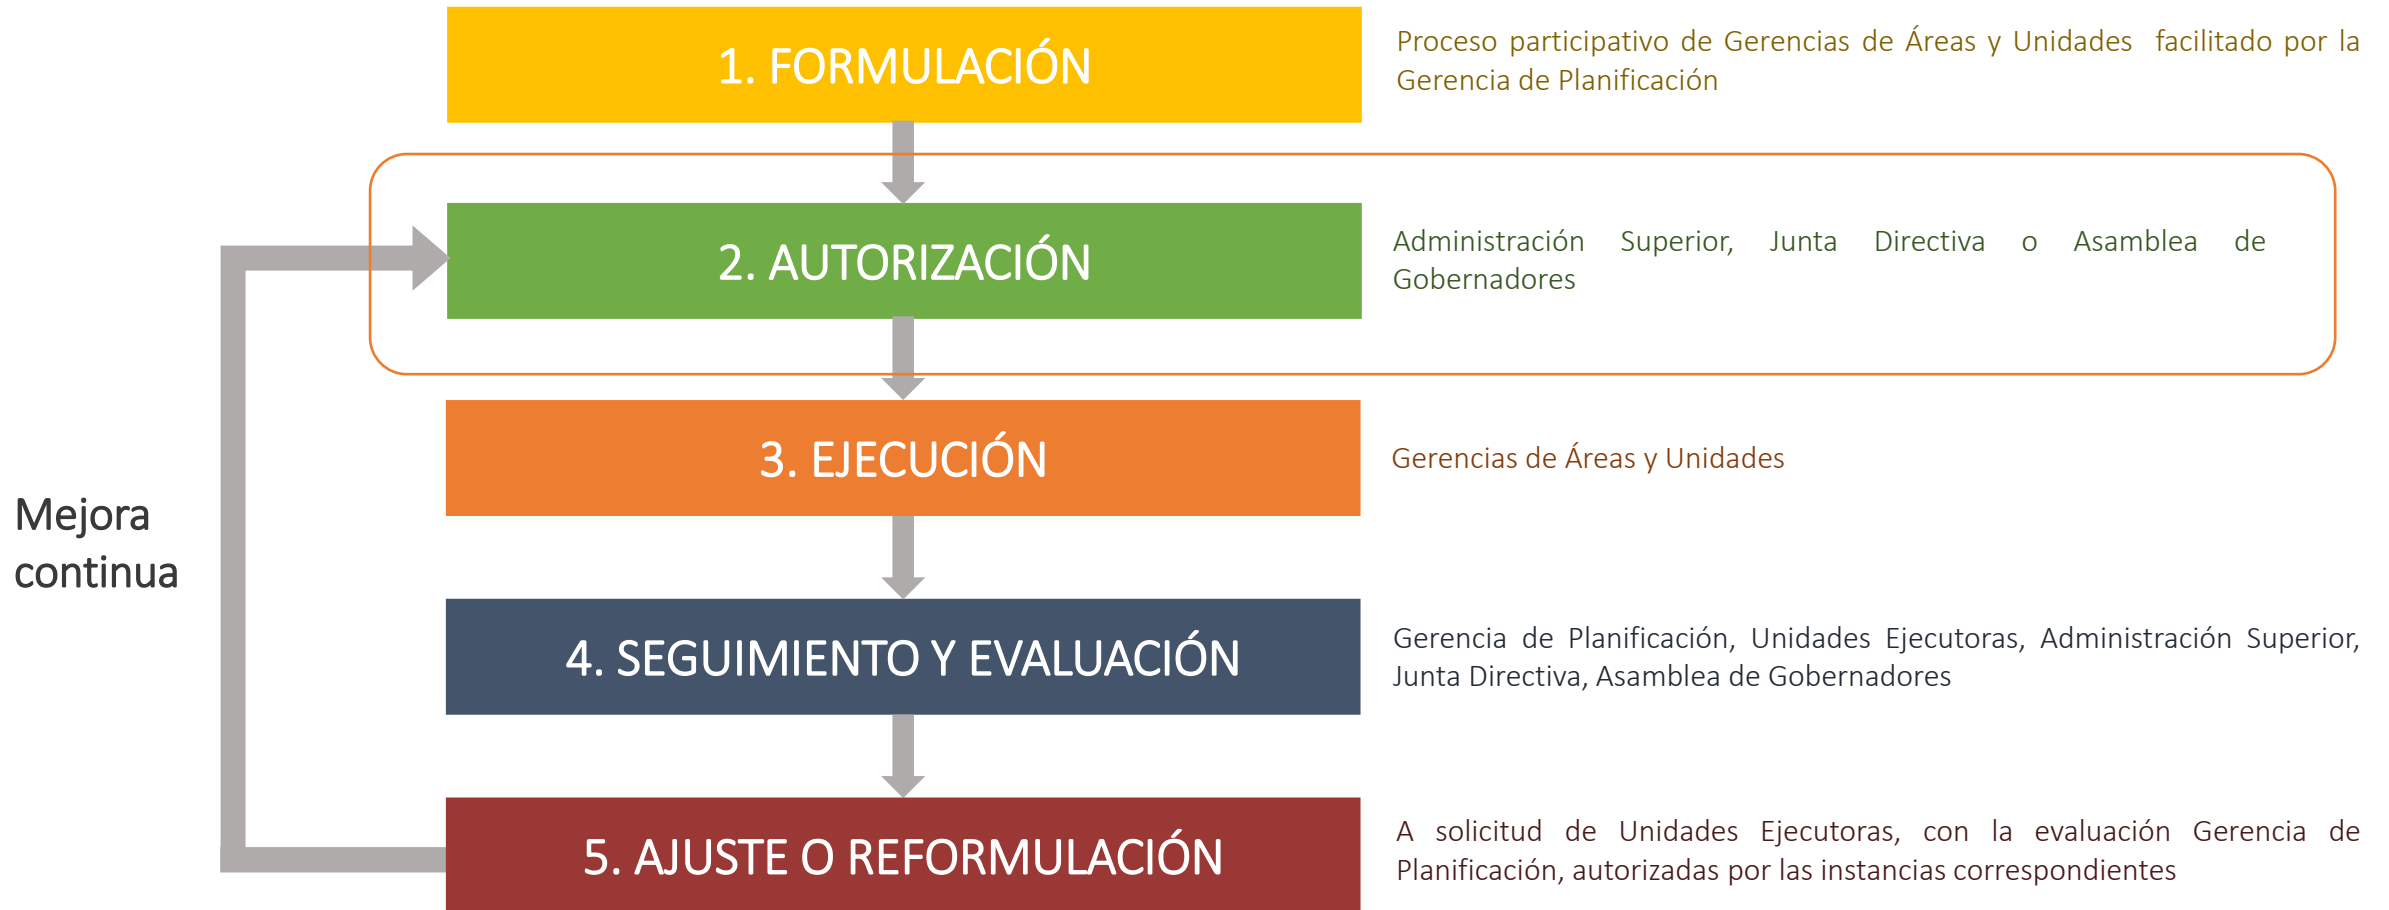 1. FORMULACIÓN
Proceso participativo de Gerencias de Áreas y Unidades facilitado por la
Gerencia de Planificación
2. AUTORIZACIÓN
Administración Superior, Junta Directiva o Asamblea de
Gobernadores
3. EJECUCIÓN
Gerencias de Áreas y Unidades
Mejora
continua
4. SEGUIMIENTO Y EVALUACIÓN
Gerencia de Planificación, Unidades Ejecutoras, Administración Superior,
Junta Directiva, Asamblea de Gobernadores
5. AJUSTE O REFORMULACIÓN
A solicitud de Unidades Ejecutoras, con la evaluación Gerencia de
Planificación, autorizadas por las instancias correspondientes